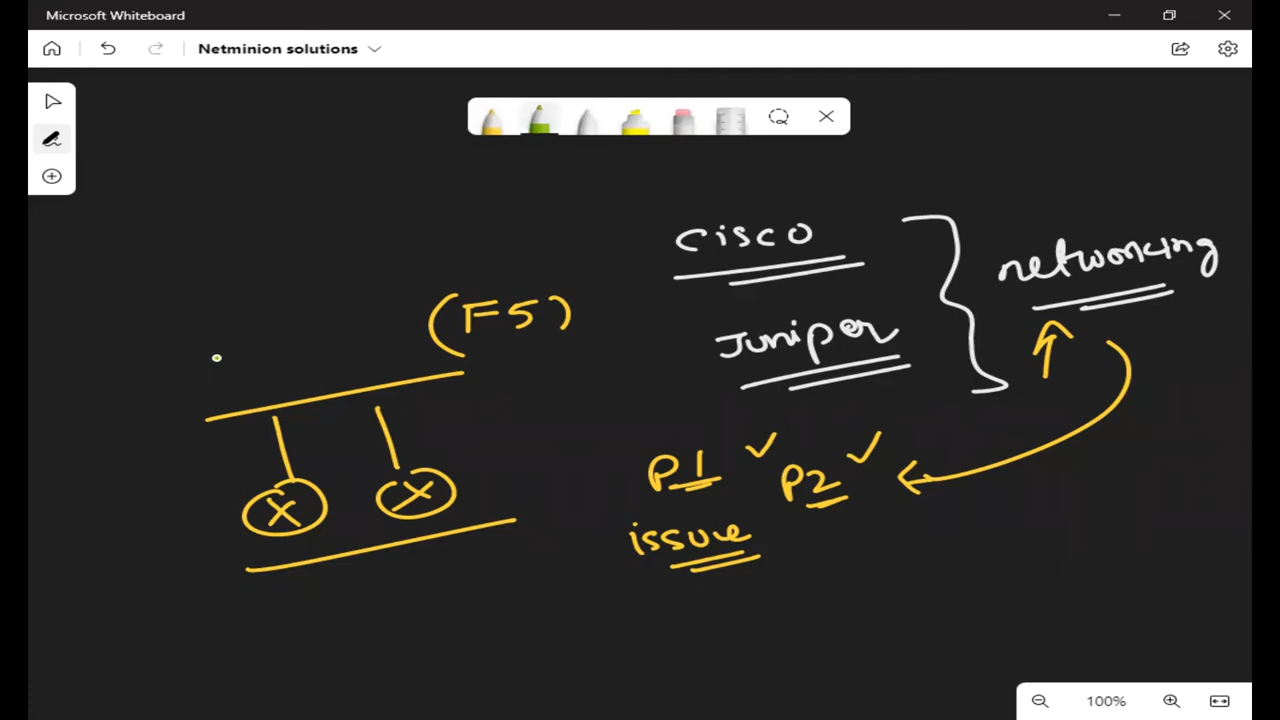 Microsoft Whiteboard
Netminion solutions
cisco
networking
(F5)
Juniper
P1 P2
issue
X X
100%